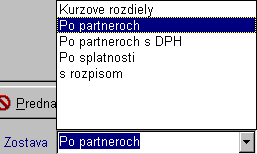 Kurzove rozdiely
Po partneroch
Po partneroch s DPH
Po splatnosti
s rozpisom
Predna
Zostava
Po partneroch